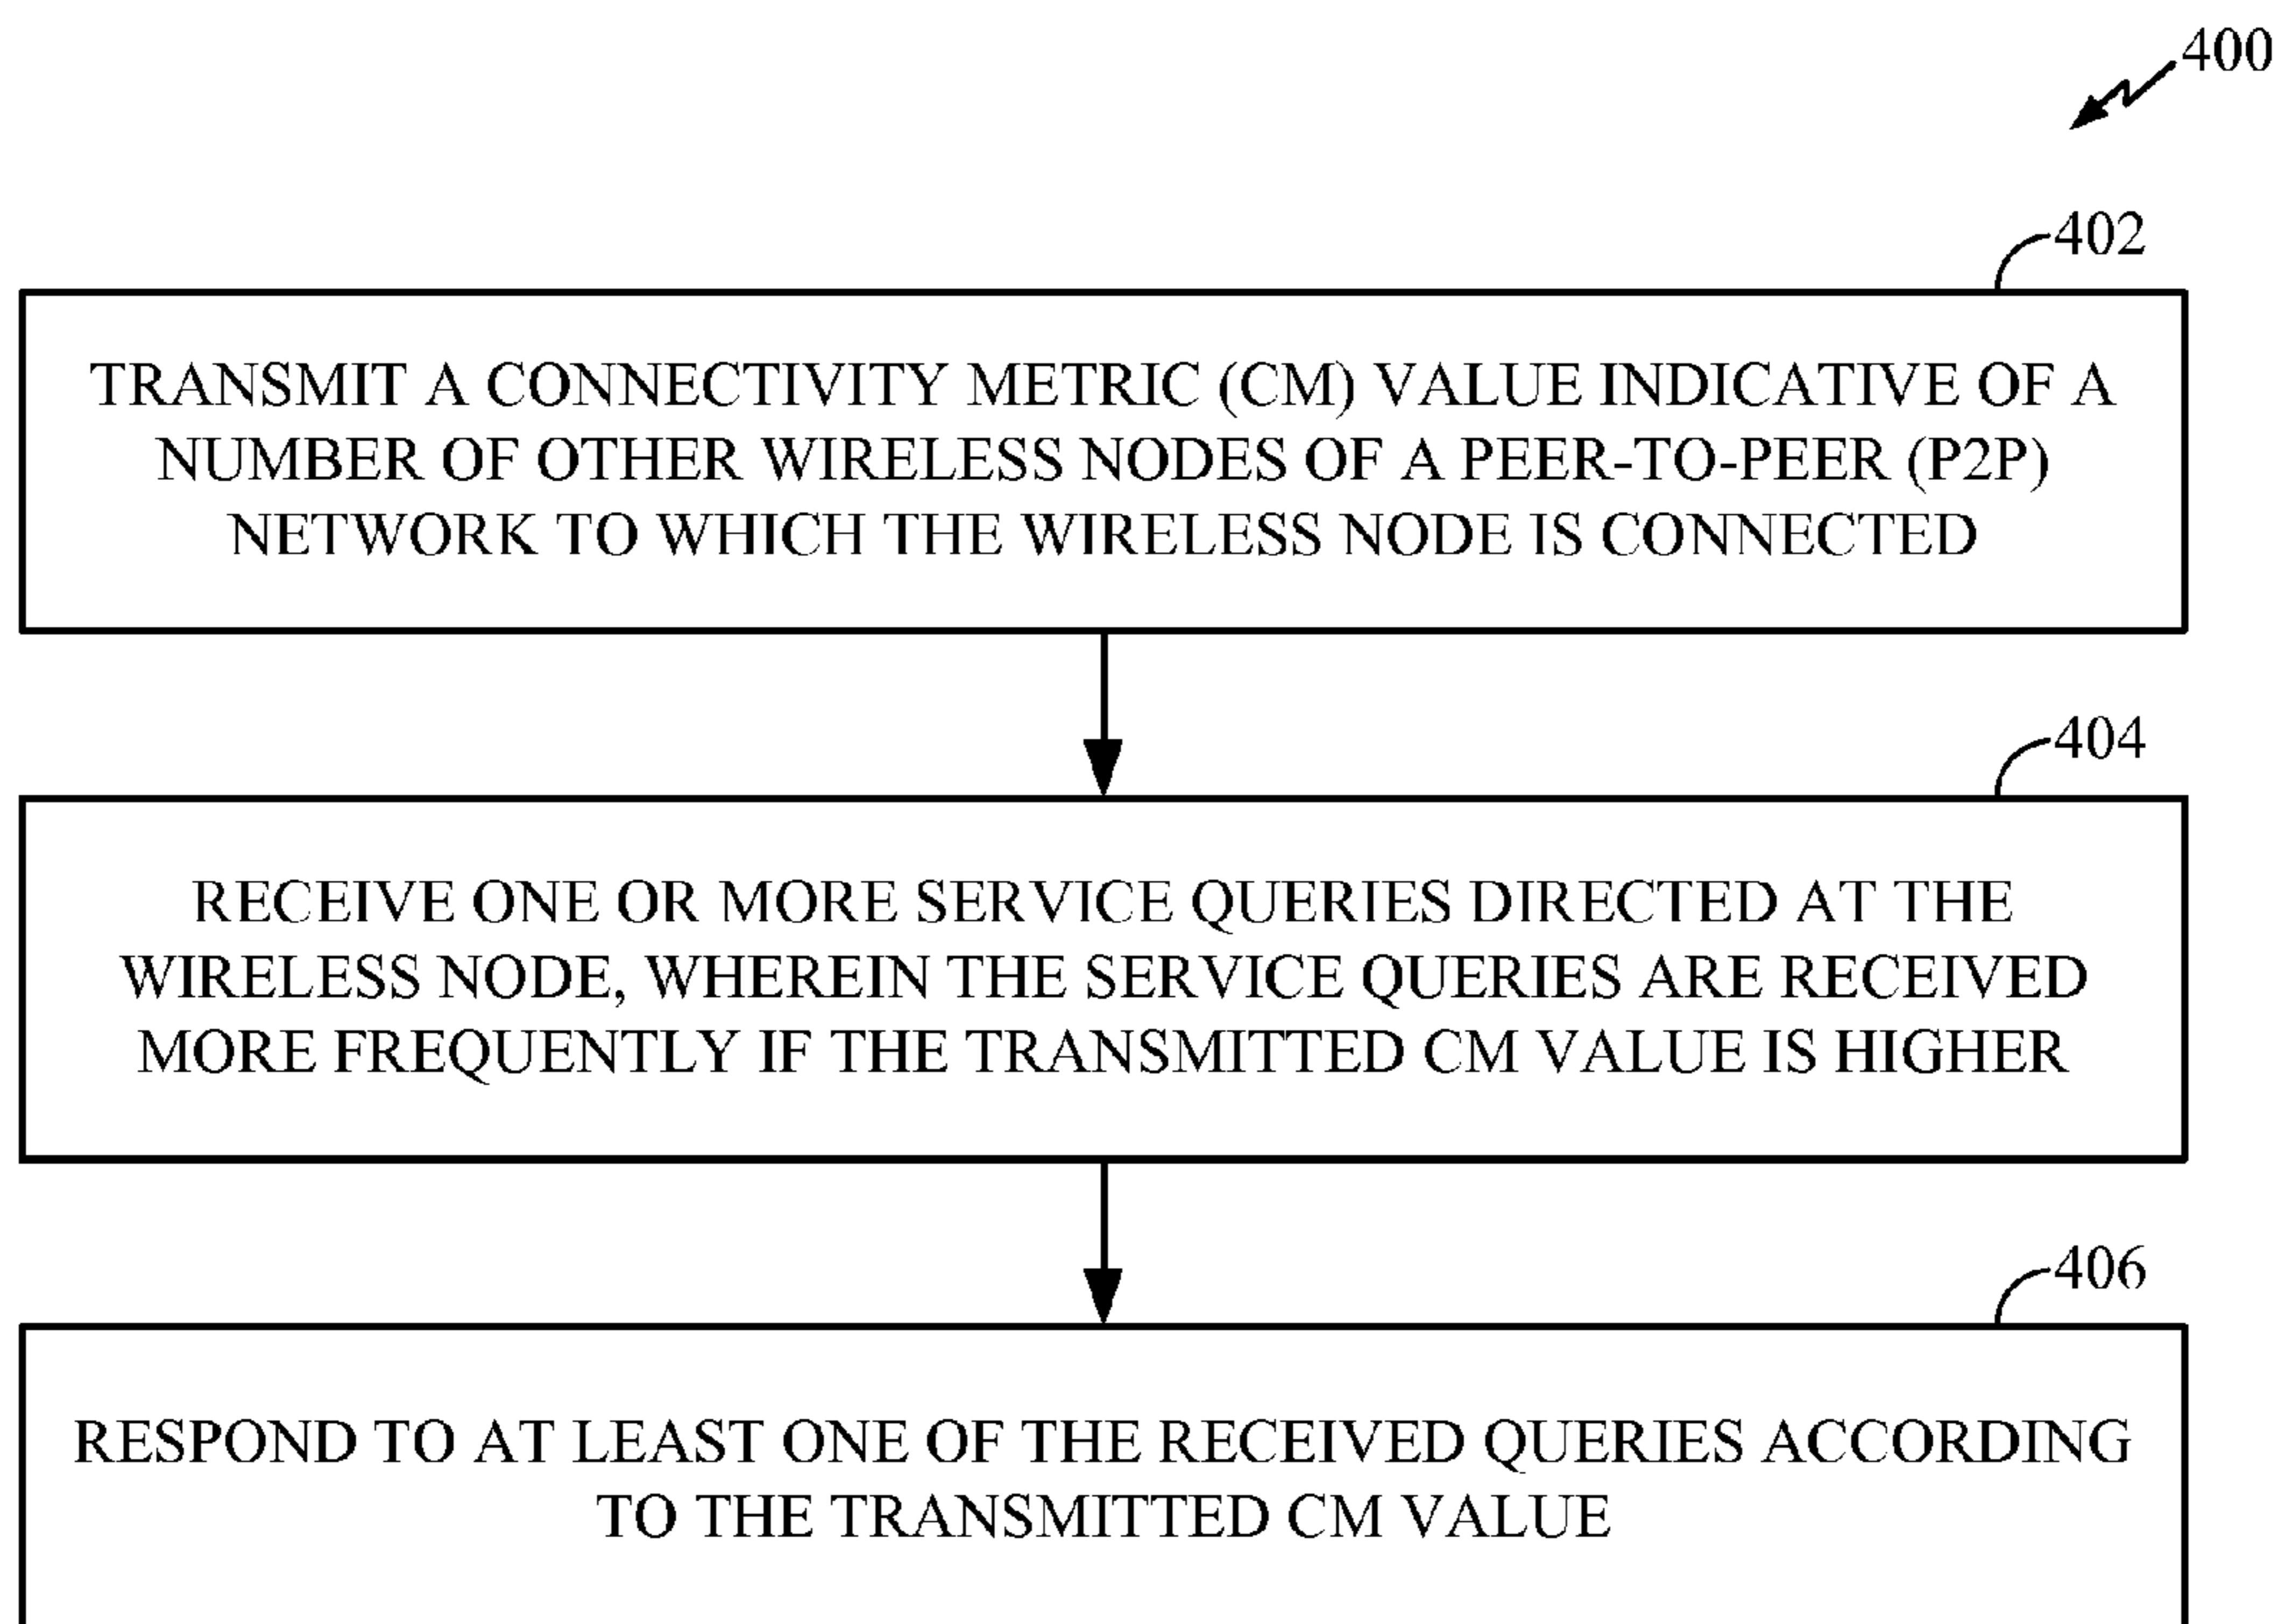 400
402
TRANSMIT A CONNECTIVITY METRIC (CM) VALUE INDICATIVE OF A
NUMBER OF OTHER WIRELESS NODES OF A PEER-TO-PEER (P2P)
NETWORK TO WHICH THE WIRELESS NODE IS CONNECTED
404
RECEIVE ONE OR MORE SERVICE QUERIES DIRECTED AT THE
WIRELESS NODE, WHEREIN THE SERVICE QUERIES ARE RECEIVED
MORE FREQUENTLY IF THE TRANSMITTED CM VALUE IS HIGHER
406
RESPOND TO AT LEAST ONE OF THE RECEIVED QUERIES ACCORDING
TO THE TRANSMITTED CM VALUE